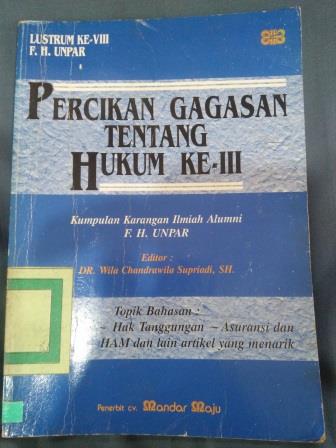 LUSTRUM KE-VIII
F. H. UNPAR
PERCIKAN GAGASAN
TENTANG
HUKUM KE-III
Kumpulan Karangan Ilmiah Alumni
F. H. UNPAR
Editor :
DR. Wila Chandrawila Supriadi, SH.
Topik Bahasan :
- Hak Tanggungan - Asuransi dan
HAM dan lain artikel yang menarik
Penerbit cv. Mandar Maju